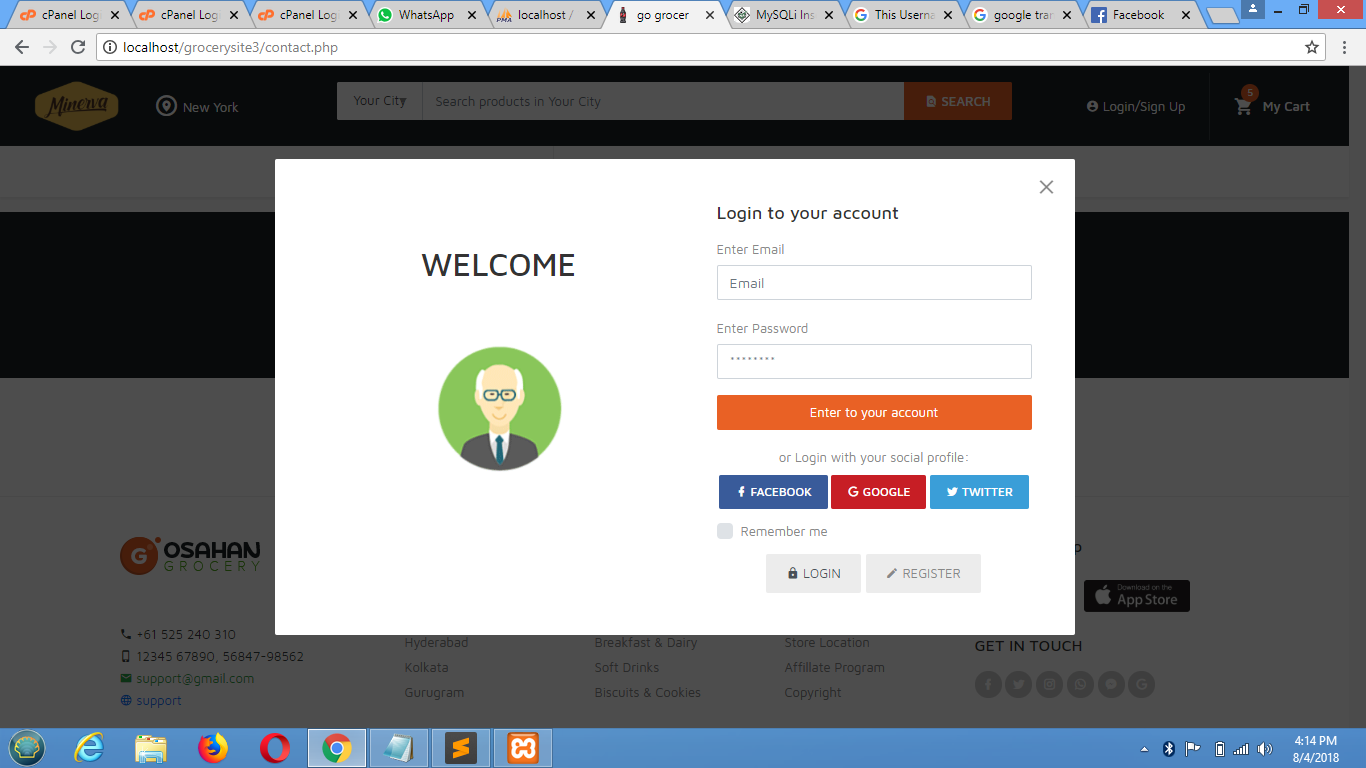 cPanel Logi
cPanel Logi
cPanel Logi
WhatsApp
PMA
localhost /
go grocer
MySQLi Ins
This Userna
google tran
Facebook
localhost/grocerysite3/contact.php
Minerva
New York
Your City
Search products in Your City
SEARCH
Login/Sign Up
5
My Cart
WELCOME
Login to your account
Enter Email
Email
Enter Password
********
Enter to your account
or Login with your social profile:
FACEBOOK
GOOGLE
TWITTER
Remember me
LOGIN
REGISTER
OSAHAN
GROCERY
+61 525 240 310
12345 67890, 56847-98562
support@gmail.com
support
Hyderabad
Kolkata
Gurugram
Breakfast & Dairy
Soft Drinks
Biscuits & Cookies
Store Location
Affiliate Program
Copyright
Download on the
App Store
GET IN TOUCH
4:14 PM
8/4/2018